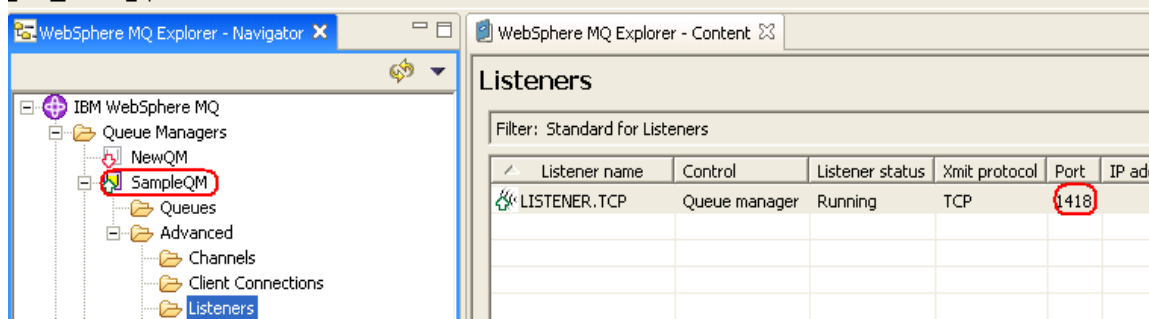 WebSphere MQ Explorer - Navigator
WebSphere MQ Explorer - Content
IBM WebSphere MQ
Queue Managers
NewQM
SampleQM
Queues
Advanced
Channels
Client Connections
Listeners
Listeners
Filter: Standard for Listeners
Listener name Control Listener status Xmit protocol Port IP ad
LISTENER.TCP Queue manager Running TCP 1418